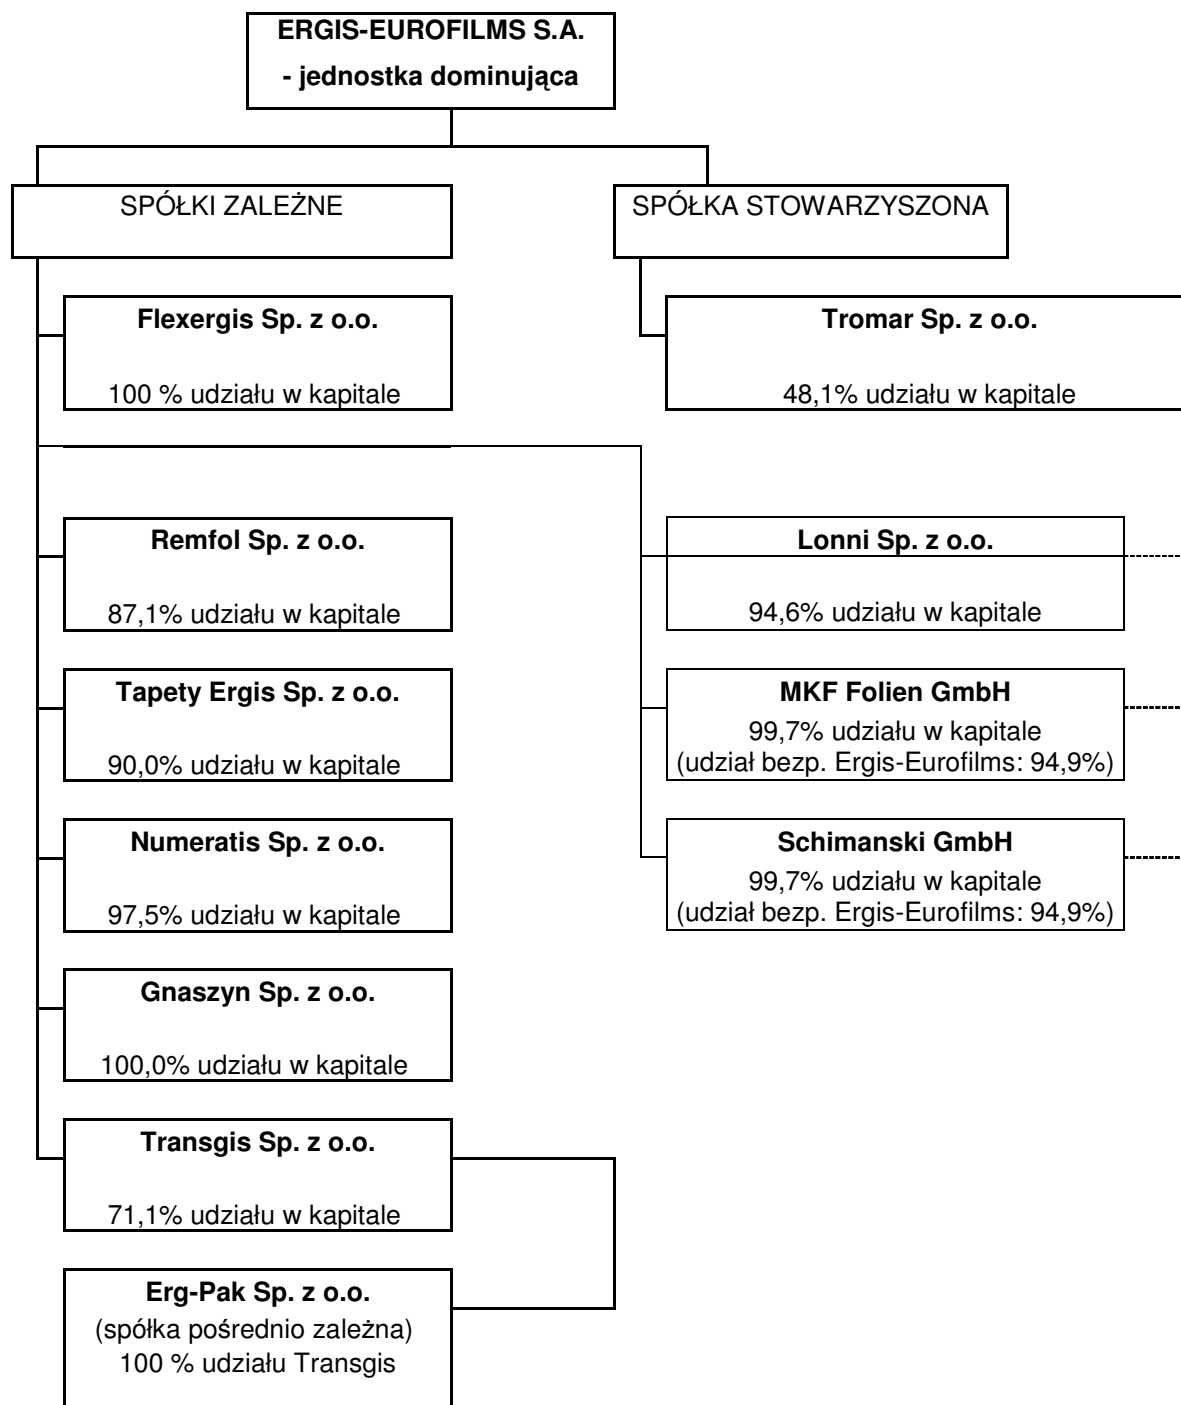 ERGIS-EUROFILMS S.A.
- jednostka dominująca
SPÓŁKI ZALEŻNE
SPÓŁKA STOWARZYSZONA
Flexergis Sp. z o.o.
100 % udziału w kapitale
Tromar Sp. z o.o.
48,1% udziału w kapitale
Remfol Sp. z o.o.
87,1% udziału w kapitale
Lonni Sp. z o.o.
94,6% udziału w kapitale
Tapety Ergis Sp. z o.o.
90,0% udziału w kapitale
MKF Folien GmbH
99,7% udziału w kapitale
(udział bezp. Ergis-Eurofilms: 94,9%)
Numeratis Sp. z o.o.
97,5% udziału w kapitale
Schimanski GmbH
99,7% udziału w kapitale
(udział bezp. Ergis-Eurofilms: 94,9%)
Gnaszyn Sp. z o.o.
100,0% udziału w kapitale
Transgis Sp. z o.o.
71,1% udziału w kapitale
Erg-Pak Sp. z o.o.
(spółka pośrednio zależna)
100 % udziału Transgis